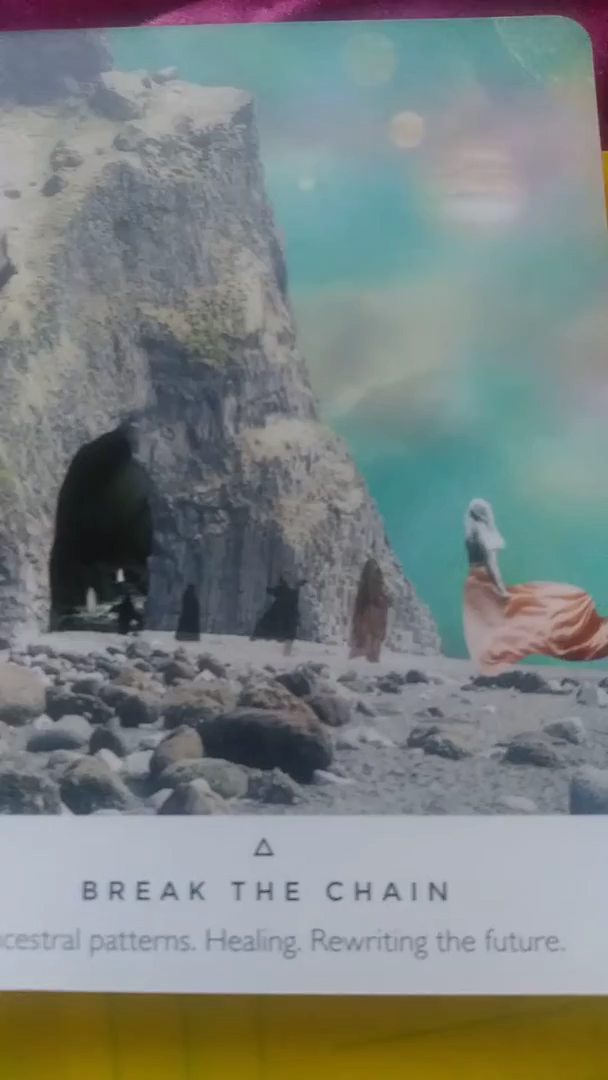 BREAK THE CHAIN
cestral patterns. Healing. Rewriting the future.